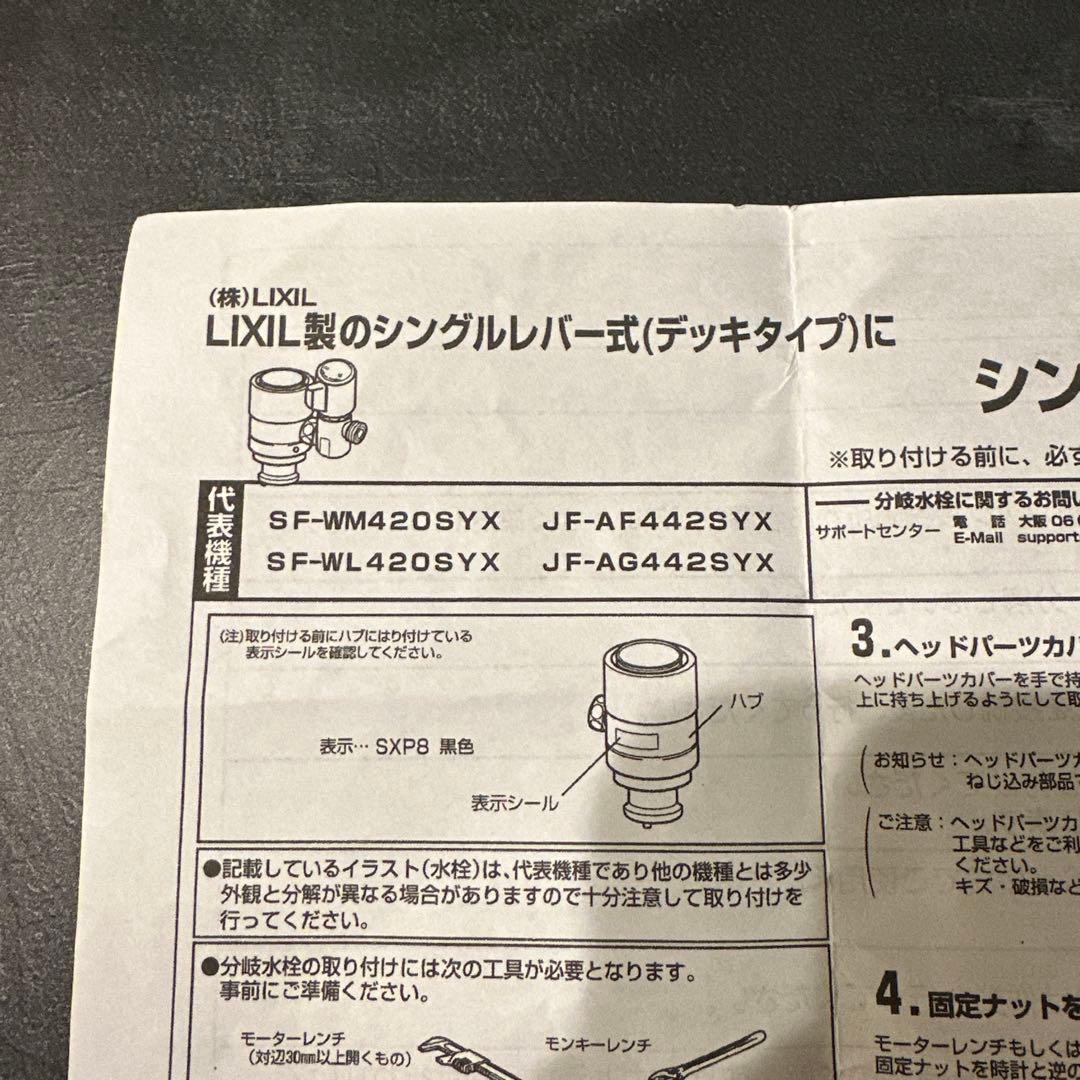 (株)LIXIL
LIXIL製のシングルレバー式(デッキタイプ)に
シン
※取り付ける前に、必ず
代表機種
SF-WM420SYX JF-AF442SYX
SF-WL420SYX JF-AG442SYX
分岐水栓に関するお問い
サポートセンター 電 話 大阪 06
E-Mail support
(注)取り付ける前にハブにはり付けている
表示シールを確認してください。
ハブ
表示… SXP8 黒色
表示シール
●記載しているイラスト(水栓)は、代表機種であり他の機種とは多少
外観と分解が異なる場合がありますので十分注意して取り付けを
行ってください。
●分岐水栓の取り付けには次の工具が必要となります。
事前にご準備ください。
モーターレンチ
(対辺30mm以上開くもの)
モンキーレンチ
3.ヘッドパーツカバ
ヘッドパーツカバーを手で持
上に持ち上げるようにして取
お知らせ:ヘッドパーツカ
ねじ込み部品で
ご注意:ヘッドパーツカ
工具などをご利
ください。
キズ・破損など
4.固定ナットを
モーターレンチもしくは
固定ナットを時計と逆の